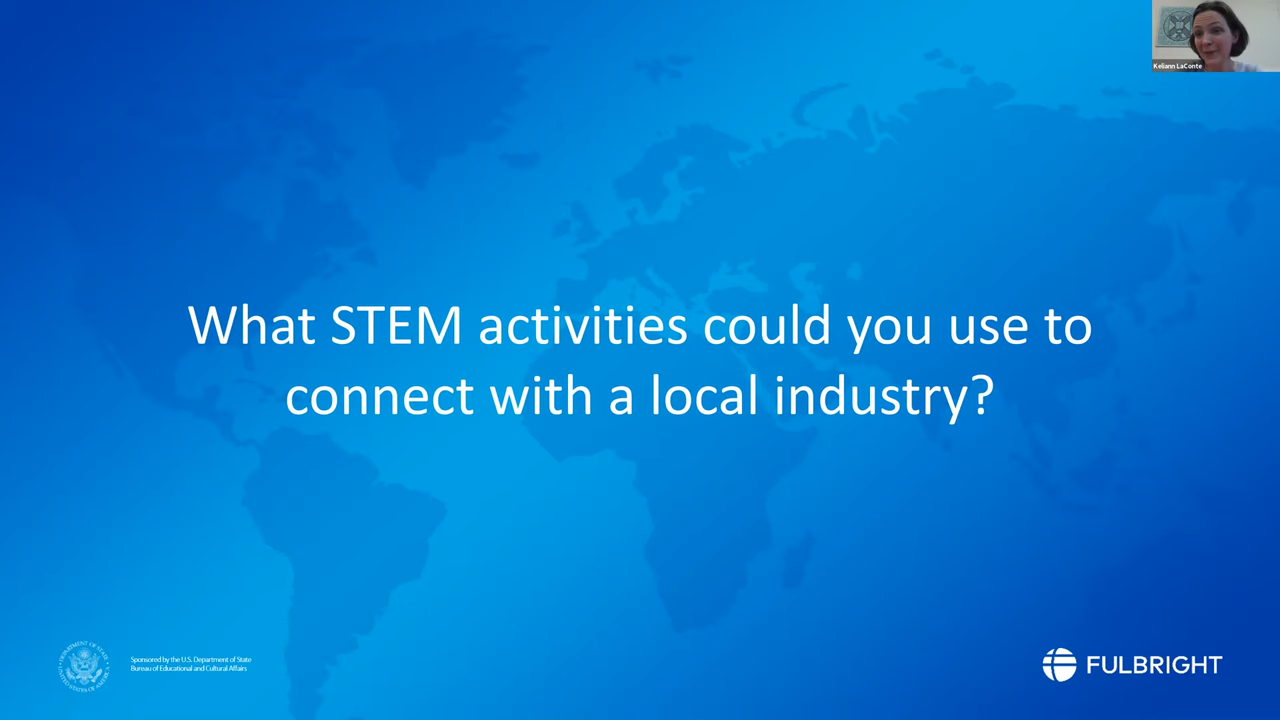 Keliann LaConte
What STEM activities could you use to
connect with a local industry?
Sponsored by the U.S. Department of State
Bureau of Educational and Cultural Affairs
FULBRIGHT